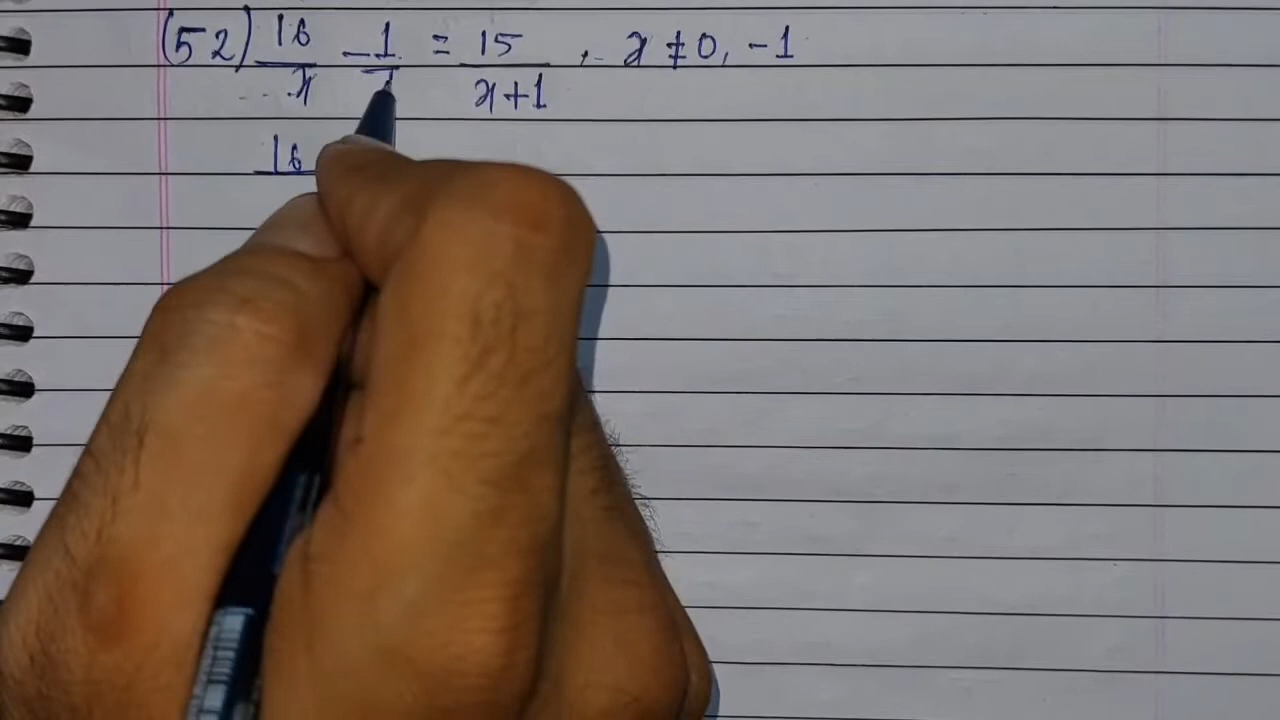 (52) 16/x - 1/1 = 15/x+1 , x ≠ 0, -1
16